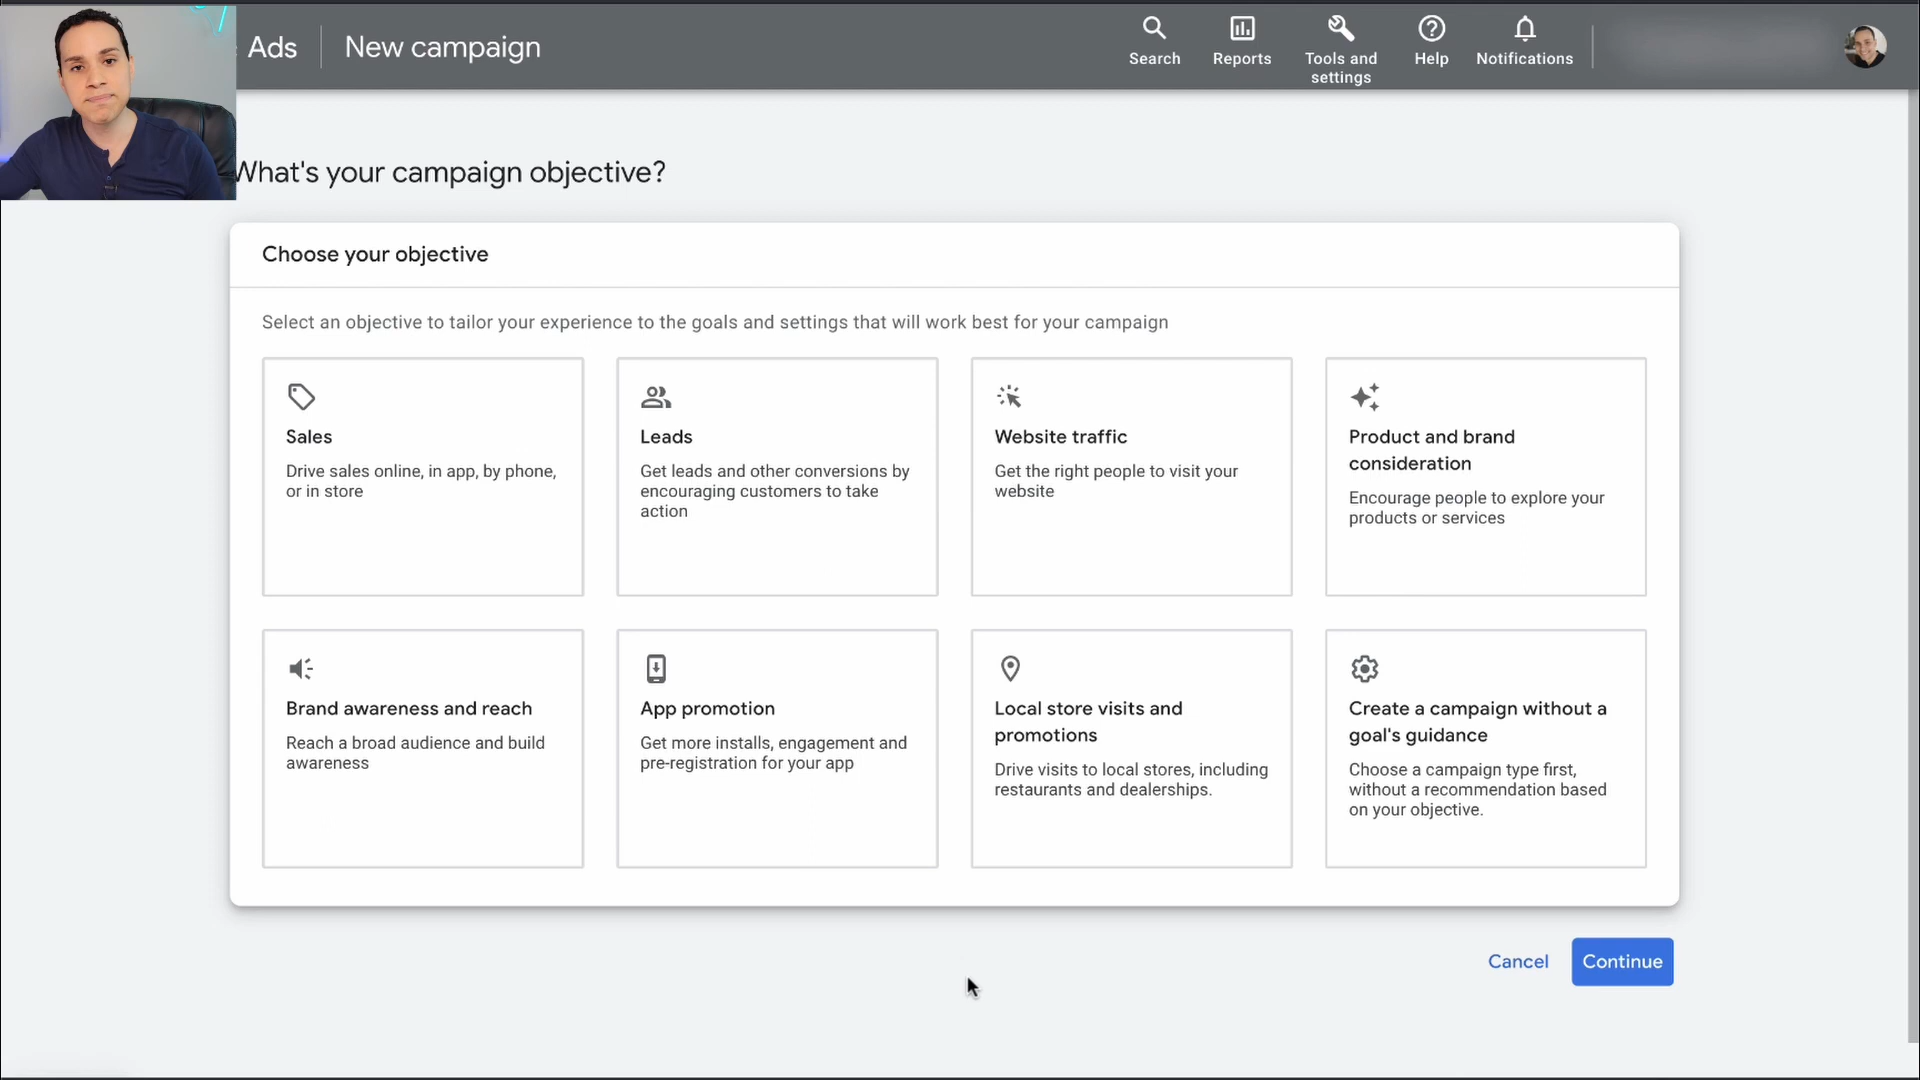 Ads
New campaign
Search
Reports
Tools and
settings
Help
Notifications
What's your campaign objective?
Choose your objective
Select an objective to tailor your experience to the goals and settings that will work best for your campaign
Sales
Drive sales online, in app, by phone,
or in store
Leads
Get leads and other conversions by
encouraging customers to take
action
Website traffic
Get the right people to visit your
website
Product and brand
consideration
Encourage people to explore your
products or services
Brand awareness and reach
Reach a broad audience and build
awareness
App promotion
Get more installs, engagement and
pre-registration for your app
Local store visits and
promotions
Drive visits to local stores, including
restaurants and dealerships.
Create a campaign without a
goal's guidance
Choose a campaign type first,
without a recommendation based
on your objective.
Cancel
Continue